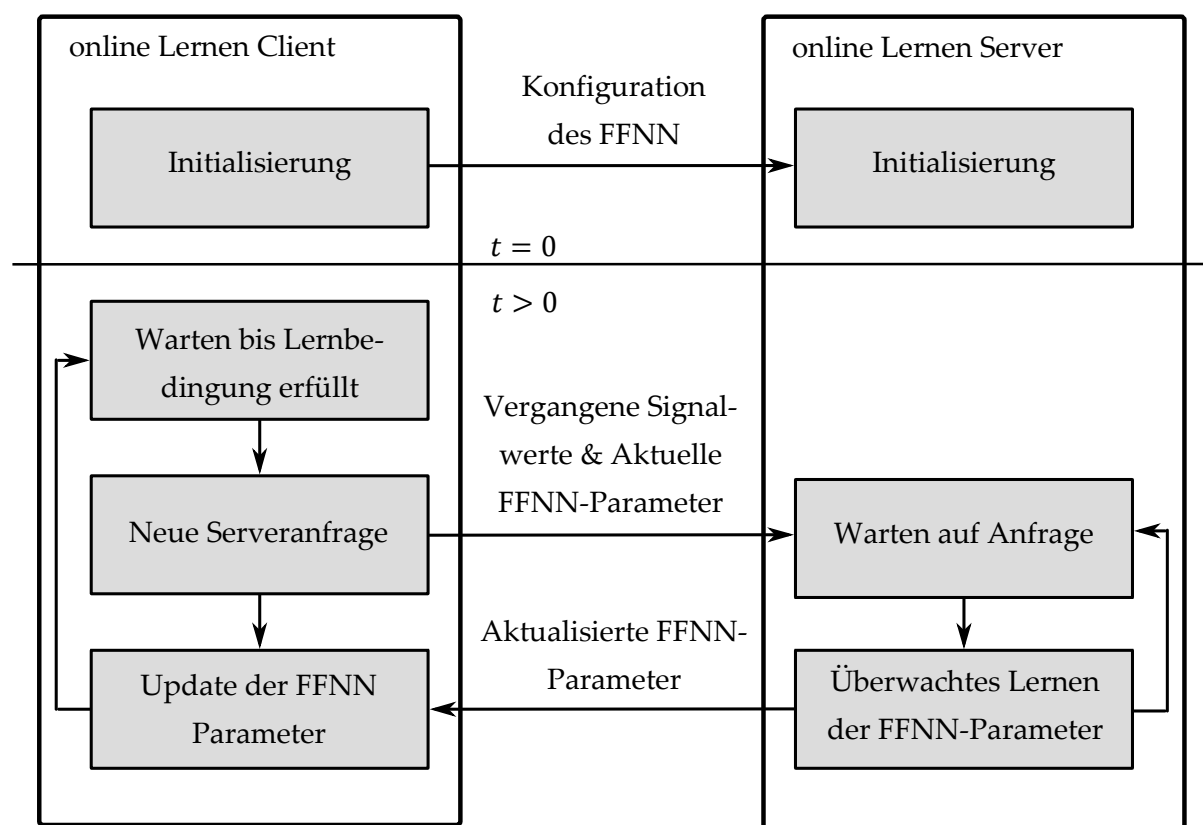 online Lernen Client
online Lernen Server
Konfiguration
des FFNN
Initialisierung
Initialisierung
t = 0
t > 0
Warten bis Lernbe-
dingung erfüllt
Vergangene Signal-
werte & Aktuelle
FFNN-Parameter
Neue Serveranfrage
Warten auf Anfrage
Aktualisierte FFNN-
Parameter
Update der FFNN
Parameter
Überwachtes Lernen
der FFNN-Parameter